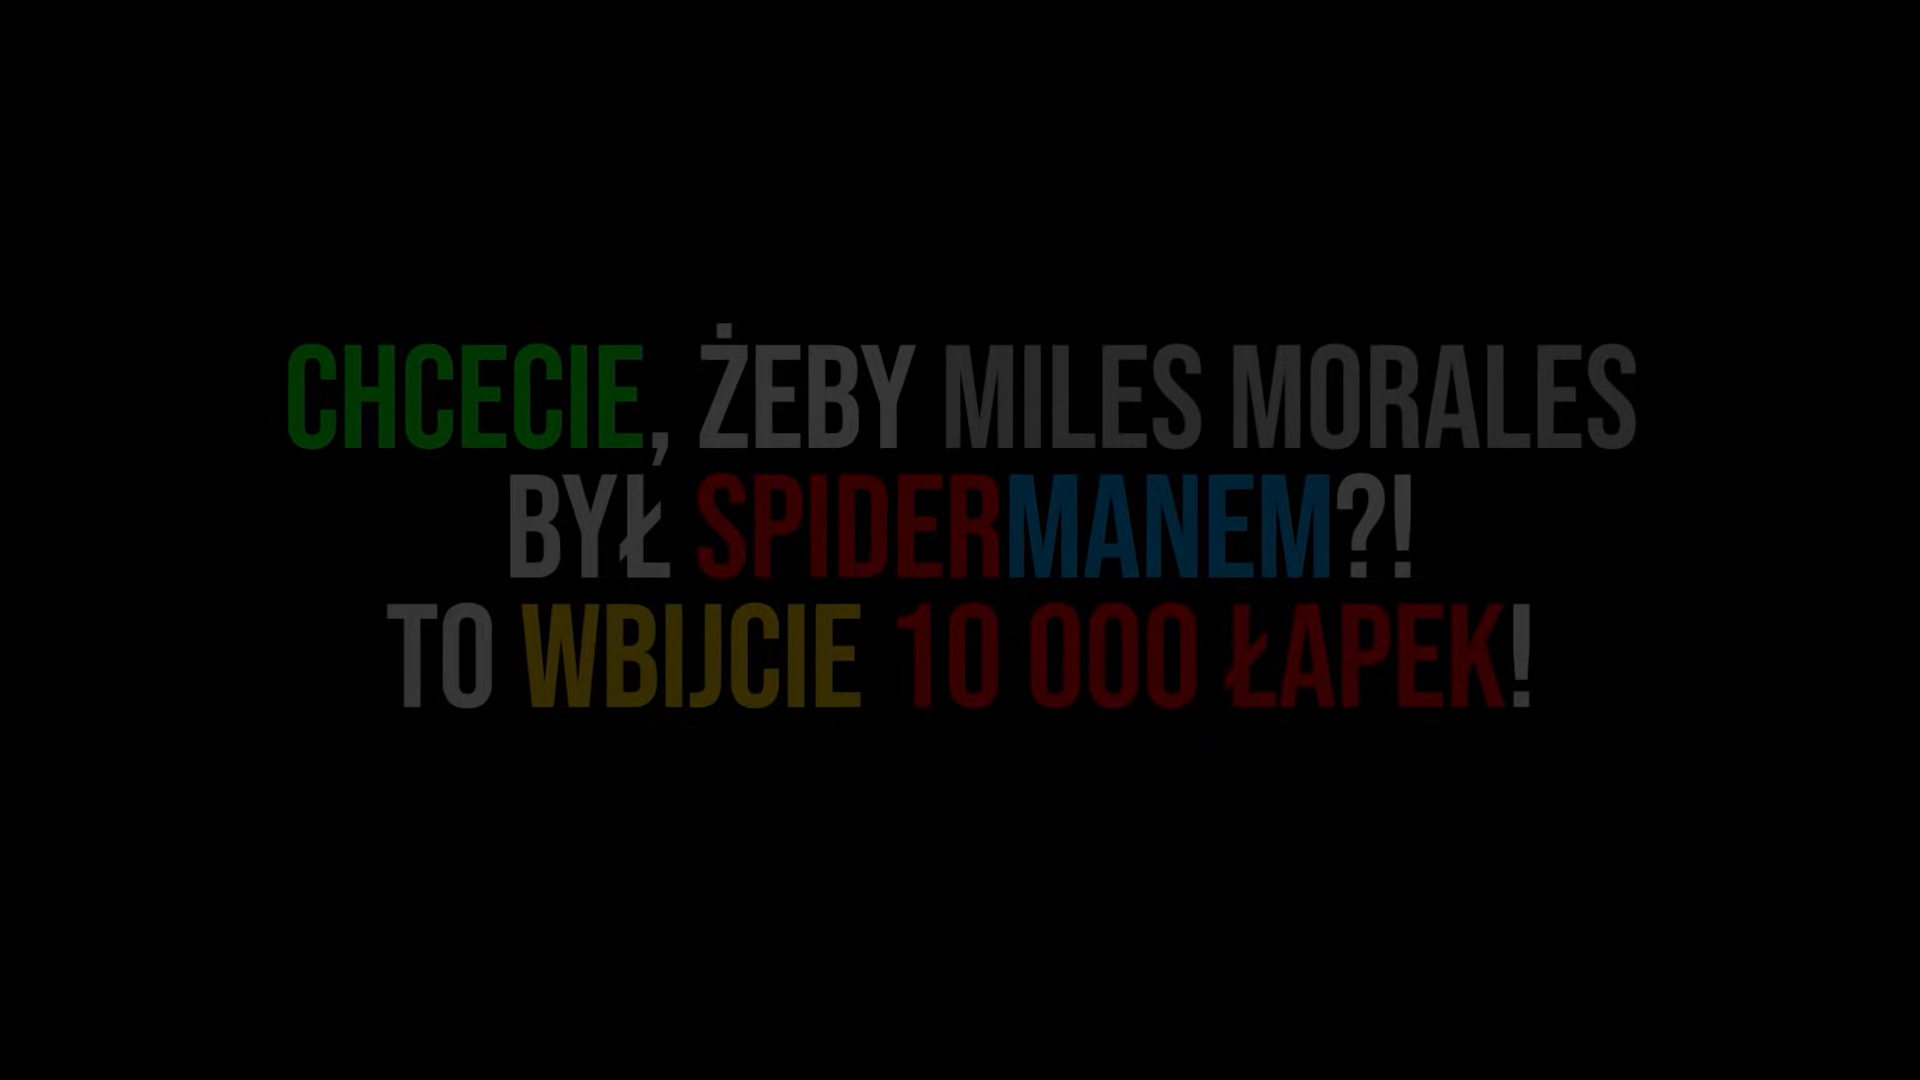 CHCECIE, ŻEBY MILES MORALES
BYŁ SPIDERMANEM?!
TO WBIJCIE 10 000 ŁAPEK!